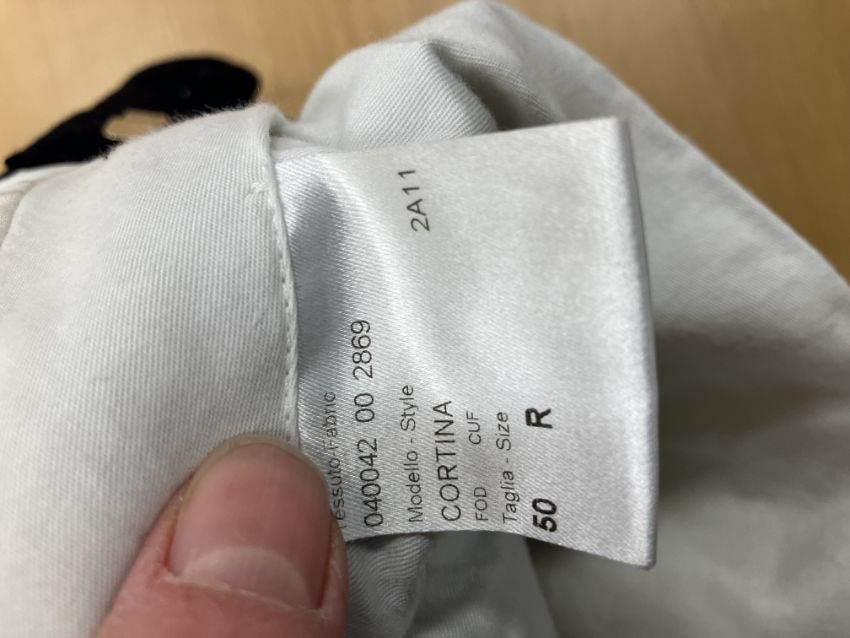 Tessuto-Fabric
040042 00 2869
Modello - Style 2A11
CORTINA
FOD CUF
Taglia - Size
50 R